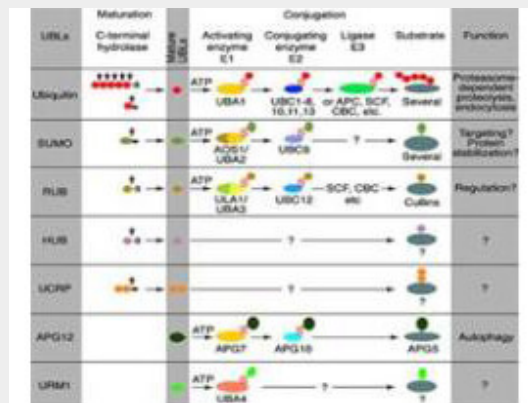 Maturation Conjugation
UBLs C-terminal hydrolase Mature UBLs Activating enzyme E1 Conjugating enzyme E2 Ligase E3 Substrate Function
Ubiquitin ATP UBA1 UBC1-8, 10,11,13 or APC, SCF, CBC, etc. Several Proteasome-dependent proteolysis, endocytosis
SUMO ATP AOS1/UBA2 UBC9 ? Several Targeting? Protein stabilization?
RUB ATP ULA1/UBA3 UBC12 SCF, CBC etc Cullins Regulation?
HUB ? ? ?
UCRP ? ? ?
APG12 ATP APG7 APG10 APG5 Autophagy
URM1 ATP UBA4 ? ? ?